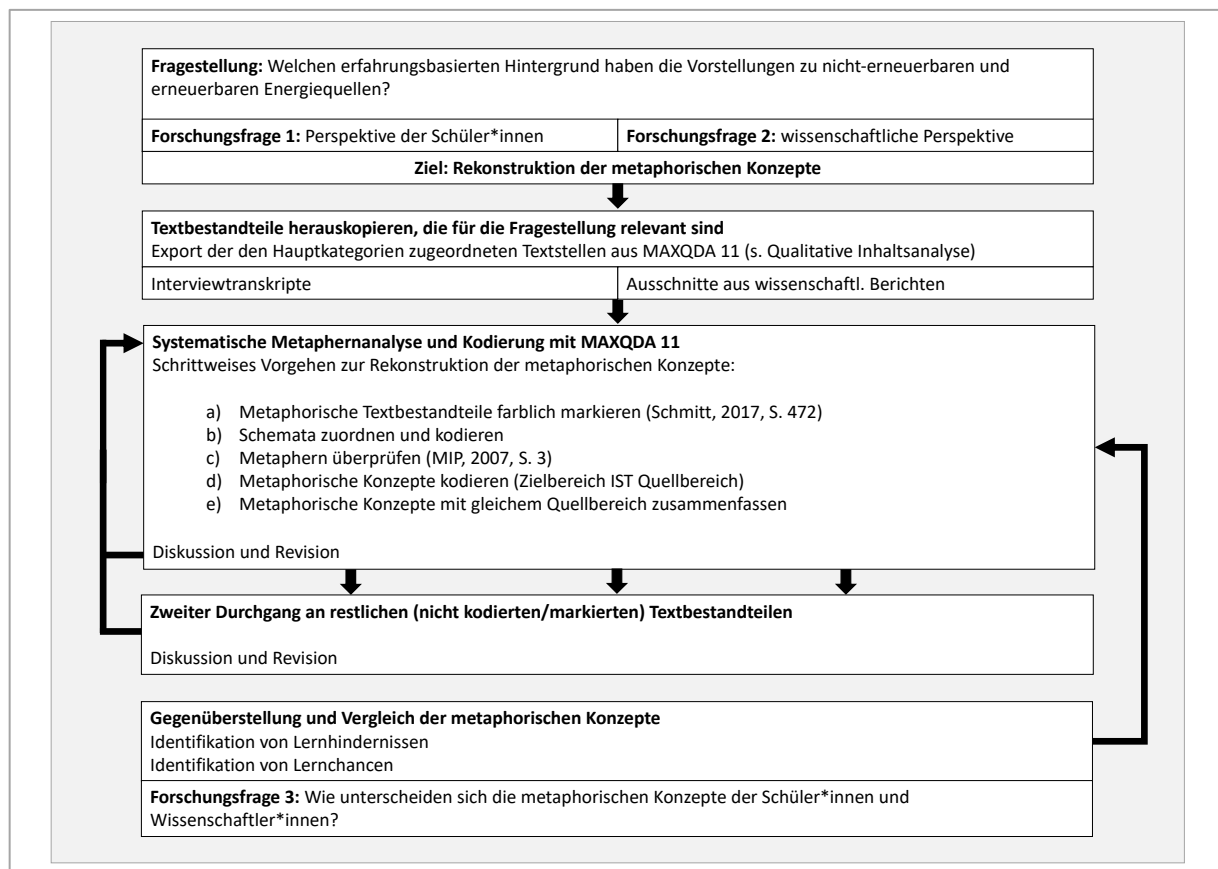 Fragestellung: Welchen erfahrungsbasierten Hintergrund haben die Vorstellungen zu nicht-erneuerbaren und
erneuerbaren Energiequellen?
Forschungsfrage 1: Perspektive der Schüler*innen
Forschungsfrage 2: wissenschaftliche Perspektive
Ziel: Rekonstruktion der metaphorischen Konzepte
Textbestandteile herauskopieren, die für die Fragestellung relevant sind
Export der den Hauptkategorien zugeordneten Textstellen aus MAXQDA 11 (s. Qualitative Inhaltsanalyse)
Interviewtranskripte
Ausschnitte aus wissenschaftl. Berichten
Systematische Metaphernanalyse und Kodierung mit MAXQDA 11
Schrittweises Vorgehen zur Rekonstruktion der metaphorischen Konzepte:
a) Metaphorische Textbestandteile farblich markieren (Schmitt, 2017, S. 472)
b) Schemata zuordnen und kodieren
c) Metaphern überprüfen (MIP, 2007, S. 3)
d) Metaphorische Konzepte kodieren (Zielbereich IST Quellbereich)
e) Metaphorische Konzepte mit gleichem Quellbereich zusammenfassen
Diskussion und Revision
Zweiter Durchgang an restlichen (nicht kodierten/markierten) Textbestandteilen
Diskussion und Revision
Gegenüberstellung und Vergleich der metaphorischen Konzepte
Identifikation von Lernhindernissen
Identifikation von Lernchancen
Forschungsfrage 3: Wie unterscheiden sich die metaphorischen Konzepte der Schüler*innen und
Wissenschaftler*innen?